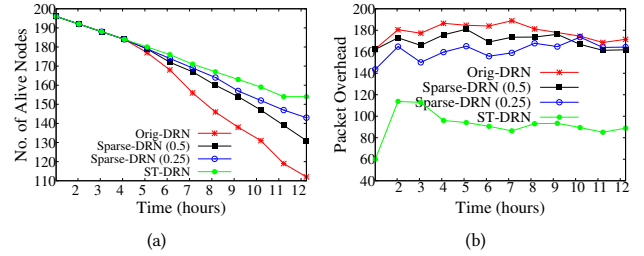 200
190
180
170
160
150
140
130
120
110
No. of Alive Nodes
Orig-DRN
Sparse-DRN (0.5)
Sparse-DRN (0.25)
ST-DRN
2 3 4 5 6 7 8 9 10 11 12
Time (hours)
(a)
200
180
160
140
120
100
80
60
40
Packet Overhead
Orig-DRN
Sparse-DRN (0.5)
Sparse-DRN (0.25)
ST-DRN
2 3 4 5 6 7 8 9 10 11 12
Time (hours)
(b)